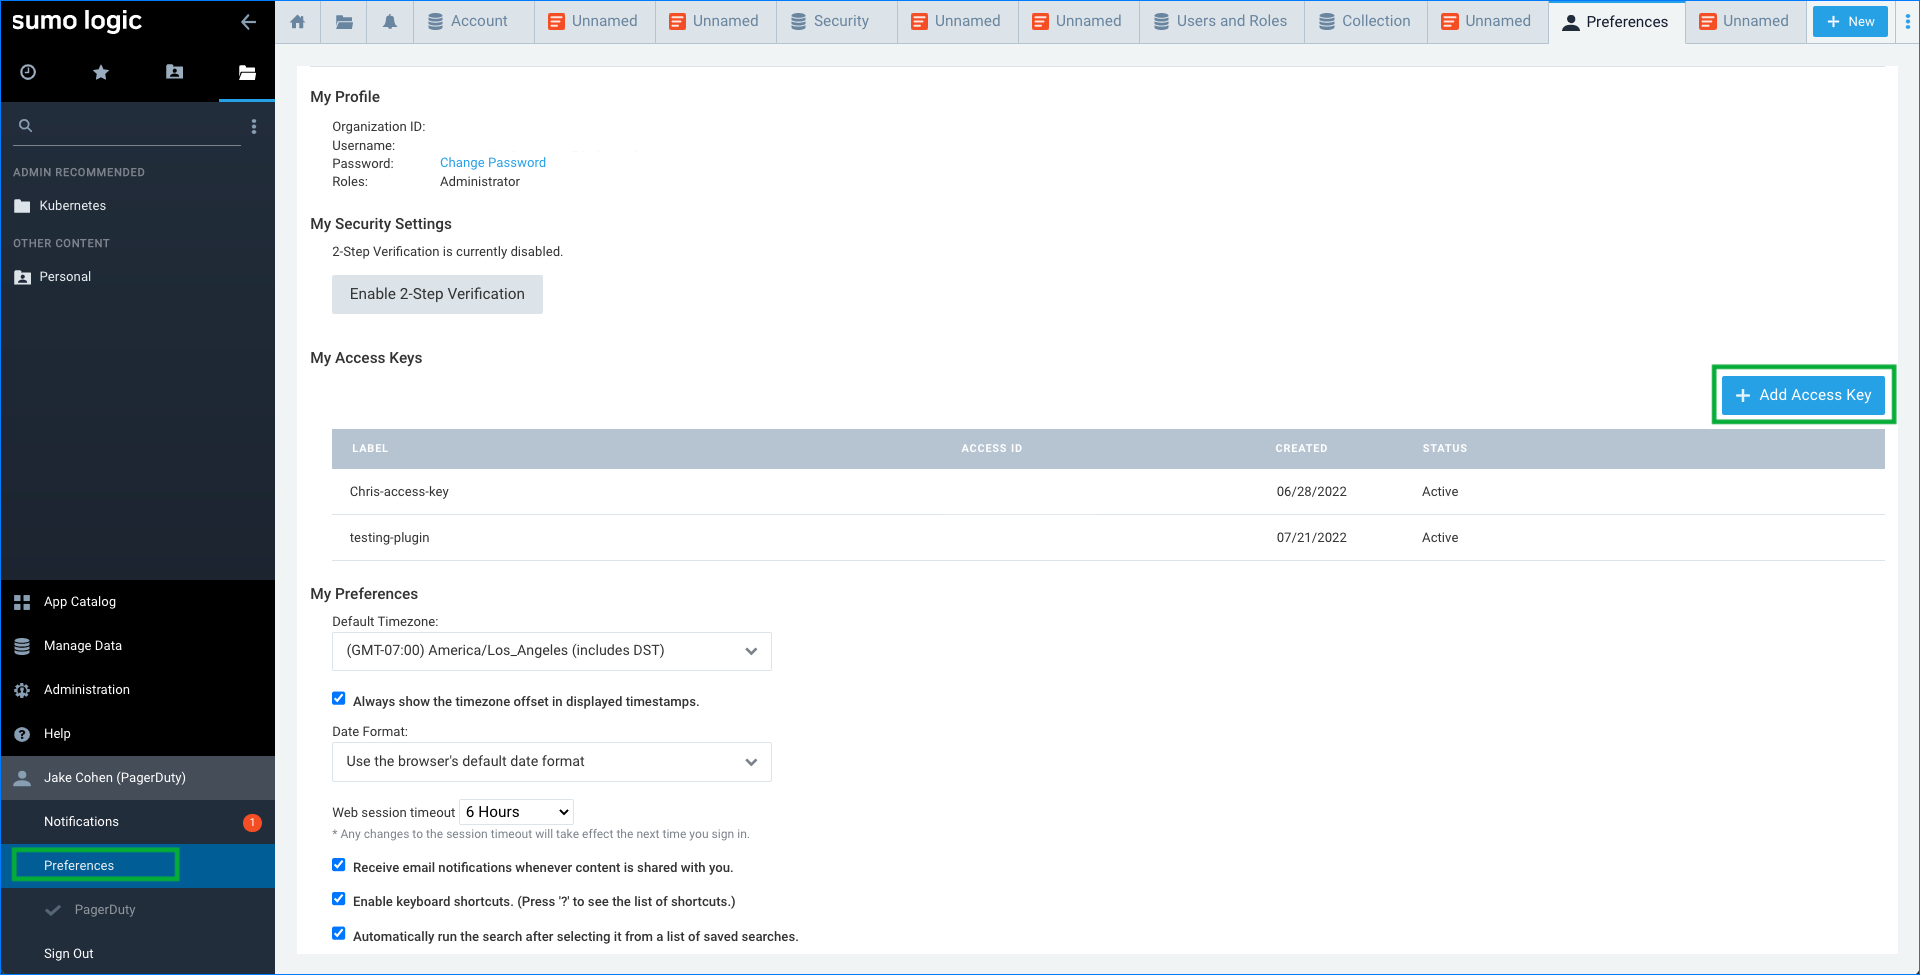 sumo logic
Account
Unnamed
Unnamed
Security
Unnamed
Unnamed
Users and Roles
Collection
Unnamed
Preferences
Unnamed
+ New
ADMIN RECOMMENDED
Kubernetes
OTHER CONTENT
Personal
App Catalog
Manage Data
Administration
? Help
Jake Cohen (PagerDuty)
Notifications 1
Preferences
PagerDuty
Sign Out
My Profile
Organization ID:
Username:
Password: Change Password
Roles: Administrator
My Security Settings
2-Step Verification is currently disabled.
Enable 2-Step Verification
My Access Keys
+ Add Access Key
LABEL ACCESS ID CREATED STATUS
Chris-access-key 06/28/2022 Active
testing-plugin 07/21/2022 Active
My Preferences
Default Timezone:
(GMT-07:00) America/Los_Angeles (includes DST)
Always show the timezone offset in displayed timestamps.
Date Format:
Use the browser's default date format
Web session timeout 6 Hours
* Any changes to the session timeout will take effect the next time you sign in.
Receive email notifications whenever content is shared with you.
Enable keyboard shortcuts. (Press '?' to see the list of shortcuts.)
Automatically run the search after selecting it from a list of saved searches.